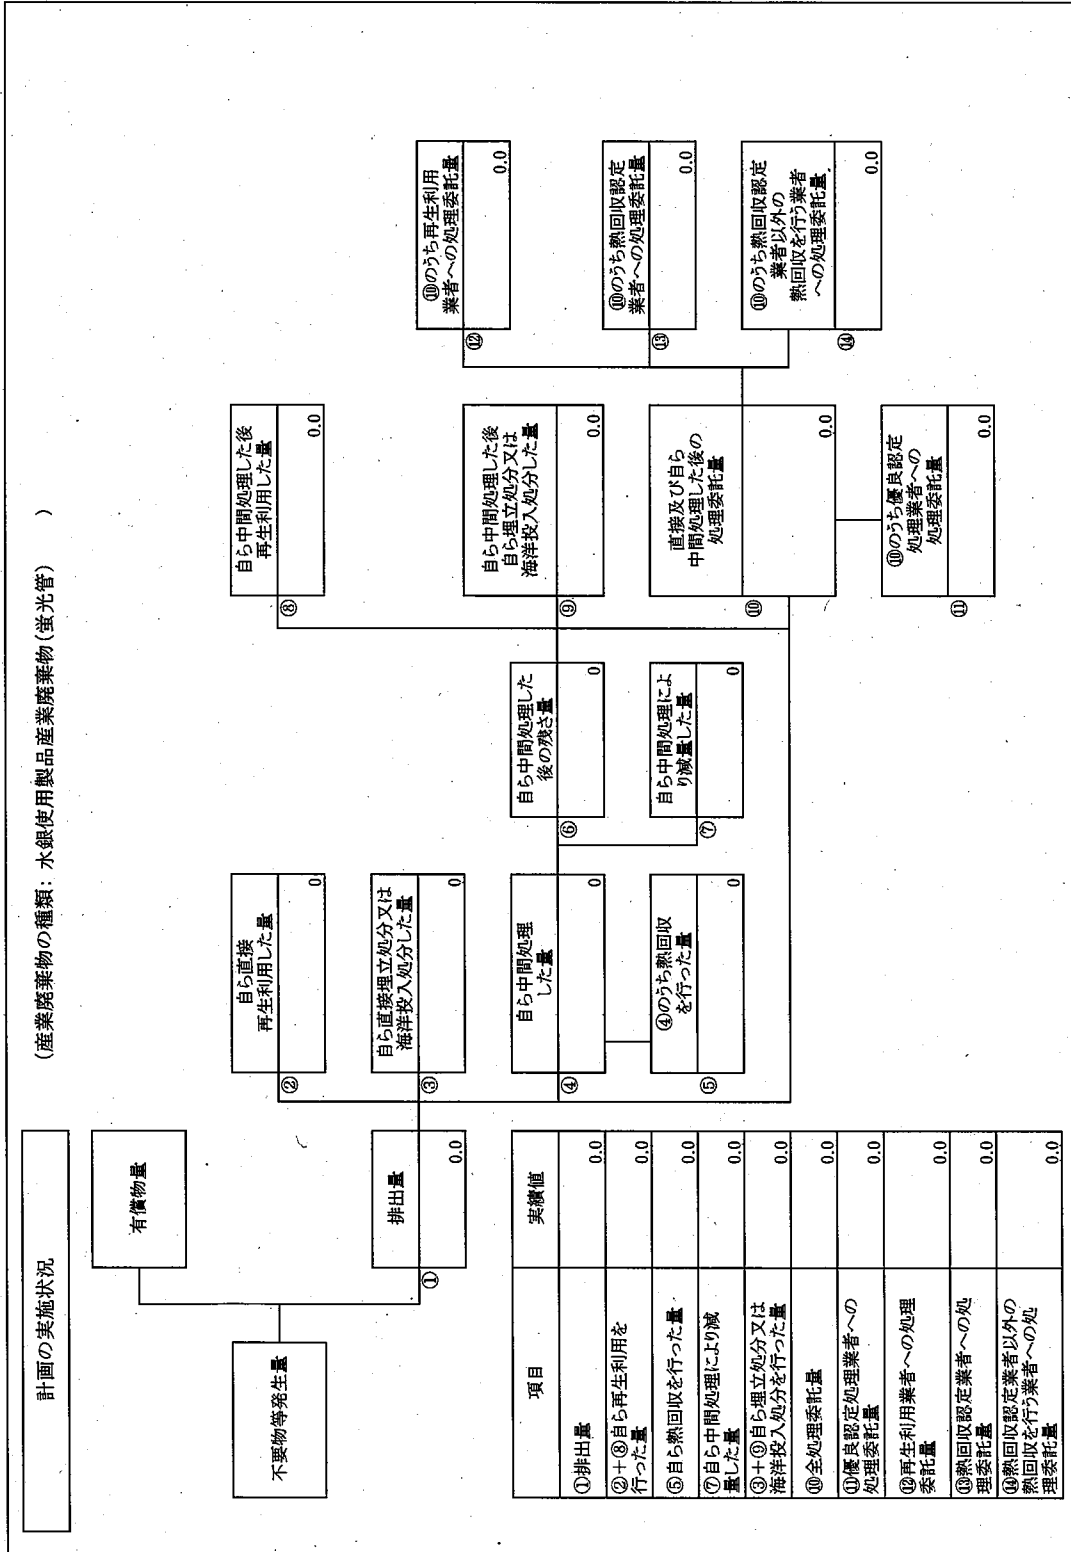 計画の実施状況
(産業廃棄物の種類：水銀使用製品産業廃棄物(蛍光管)　　)
不要物等発生量
有償物量
①
排出量
0.0
②
自ら直接
再生利用した量
0
③
自ら直接埋立処分又は
海洋投入処分した量
0
④
自ら中間処理
した量
0
⑤
④のうち熱回収
を行った量
0
⑥
自ら中間処理した
後の残さ量
0
⑦
自ら中間処理によ
り減量した量
0
⑧
自ら中間処理した後
再生利用した量
0.0
⑨
自ら中間処理した後
自ら埋立処分又は
海洋投入処分した量
0.0
⑩
直接及び自ら
中間処理した後の
処理委託量
0.0
⑪
⑩のうち優良認定
処理業者への
処理委託量
0.0
⑫
⑩のうち再生利用
業者への処理委託量
0.0
⑬
⑩のうち熱回収認定
業者への処理委託量
0.0
⑭
⑩のうち熱回収認定
業者以外の
熱回収を行う業者
への処理委託量
0.0
項目 実績値
①排出量 0.0
②+⑧自ら再生利用を
行った量 0.0
⑤自ら熱回収を行った量 0.0
⑦自ら中間処理により減
量した量 0.0
③+⑨自ら埋立処分又は
海洋投入処分を行った量 0.0
⑩全処理委託量 0.0
⑪優良認定処理業者への
処理委託量 0.0
⑫再生利用業者への処理
委託量 0.0
⑬熱回収認定業者への処
理委託量 0.0
⑭熱回収認定業者以外の
熱回収を行う業者への処
理委託量 0.0